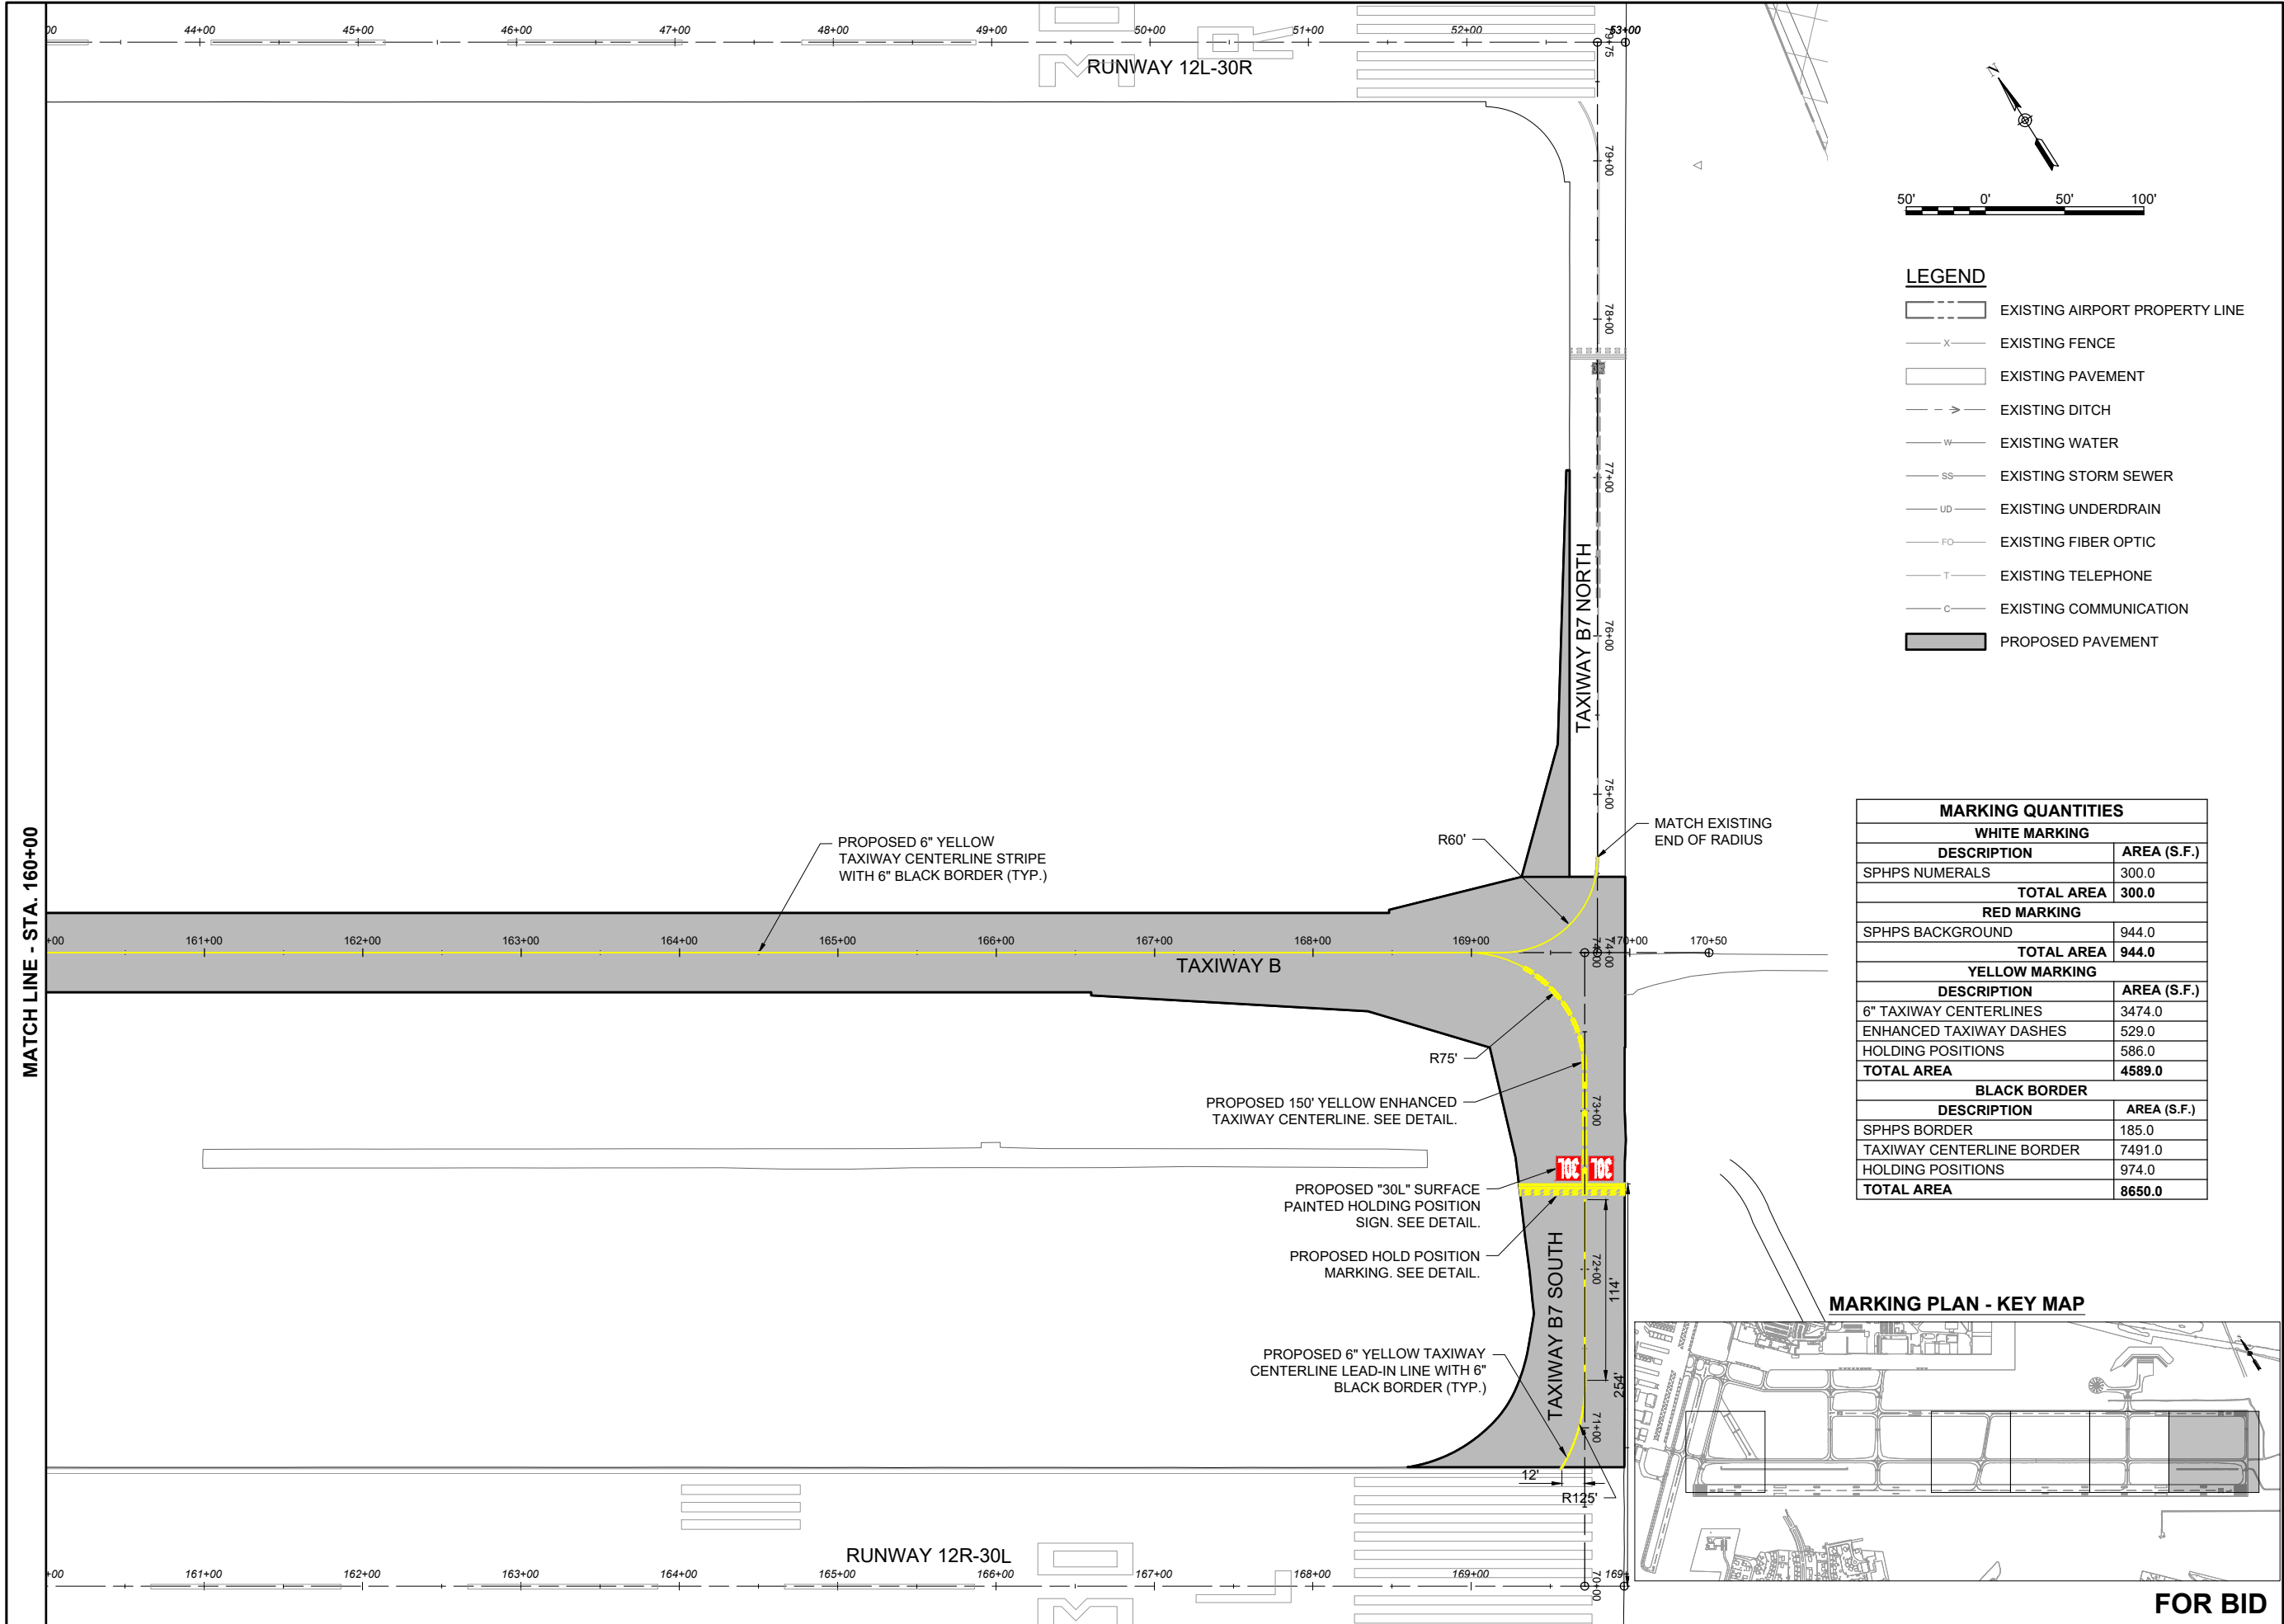 00
44+00
45+00
46+00
47+00
48+00
49+00
50+00
51+00
52+00
53+00
RUNWAY 12L-30R
79+75
79+00
78+00
77+00
76+00
75+00
TAXIWAY B7 NORTH
N
50' 0' 50' 100'
LEGEND
EXISTING AIRPORT PROPERTY LINE
X EXISTING FENCE
EXISTING PAVEMENT
EXISTING DITCH
W EXISTING WATER
SS EXISTING STORM SEWER
UD EXISTING UNDERDRAIN
FO EXISTING FIBER OPTIC
T EXISTING TELEPHONE
C EXISTING COMMUNICATION
PROPOSED PAVEMENT
MATCH LINE - STA. 160+00
PROPOSED 6" YELLOW
TAXIWAY CENTERLINE STRIPE
WITH 6" BLACK BORDER (TYP.)
R60'
MATCH EXISTING
END OF RADIUS
+00
161+00
162+00
163+00
164+00
165+00
166+00
167+00
168+00
169+00
74+00
170+00
170+50
TAXIWAY B
R75'
PROPOSED 150' YELLOW ENHANCED
TAXIWAY CENTERLINE. SEE DETAIL.
73+00
30L 30L
PROPOSED "30L" SURFACE
PAINTED HOLDING POSITION
SIGN. SEE DETAIL.
PROPOSED HOLD POSITION
MARKING. SEE DETAIL.
72+00
114'
TAXIWAY B7 SOUTH
254'
PROPOSED 6" YELLOW TAXIWAY
CENTERLINE LEAD-IN LINE WITH 6"
BLACK BORDER (TYP.)
71+00
12'
R125'
RUNWAY 12R-30L
+00
161+00
162+00
163+00
164+00
165+00
166+00
167+00
168+00
169+00
70+00
169+
MARKING QUANTITIES
WHITE MARKING
DESCRIPTION AREA (S.F.)
SPHPS NUMERALS 300.0
TOTAL AREA 300.0
RED MARKING
SPHPS BACKGROUND 944.0
TOTAL AREA 944.0
YELLOW MARKING
DESCRIPTION AREA (S.F.)
6" TAXIWAY CENTERLINES 3474.0
ENHANCED TAXIWAY DASHES 529.0
HOLDING POSITIONS 586.0
TOTAL AREA 4589.0
BLACK BORDER
DESCRIPTION AREA (S.F.)
SPHPS BORDER 185.0
TAXIWAY CENTERLINE BORDER 7491.0
HOLDING POSITIONS 974.0
TOTAL AREA 8650.0
MARKING PLAN - KEY MAP
FOR BID